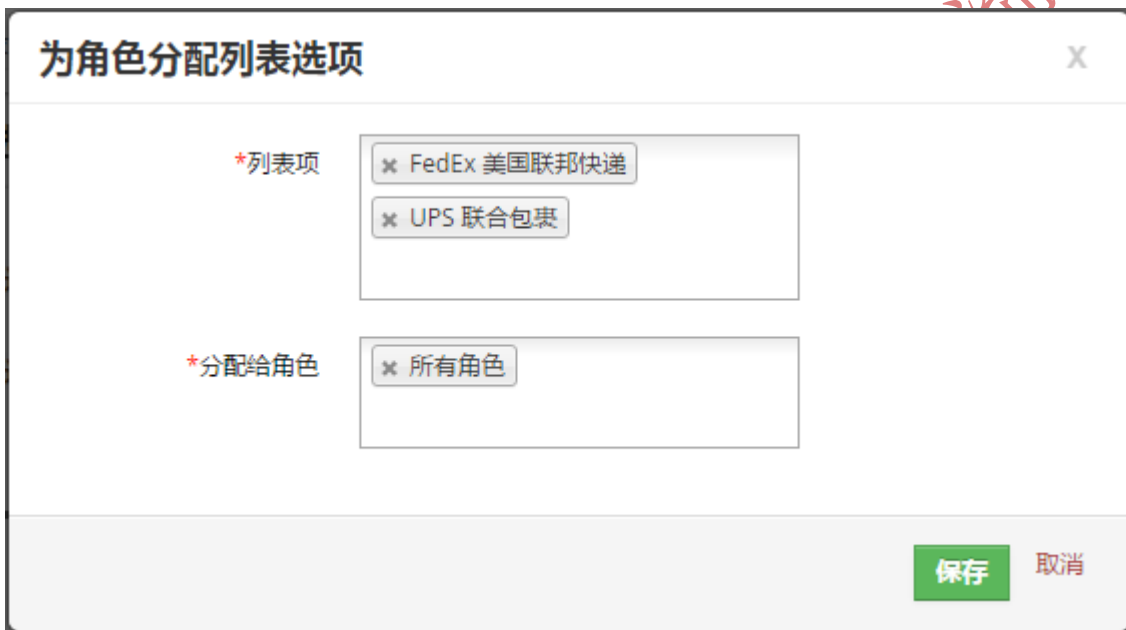 为角色分配列表选项
x
*列表项
× FedEx 美国联邦快递
× UPS 联合包裹
*分配给角色
× 所有角色
保存 取消